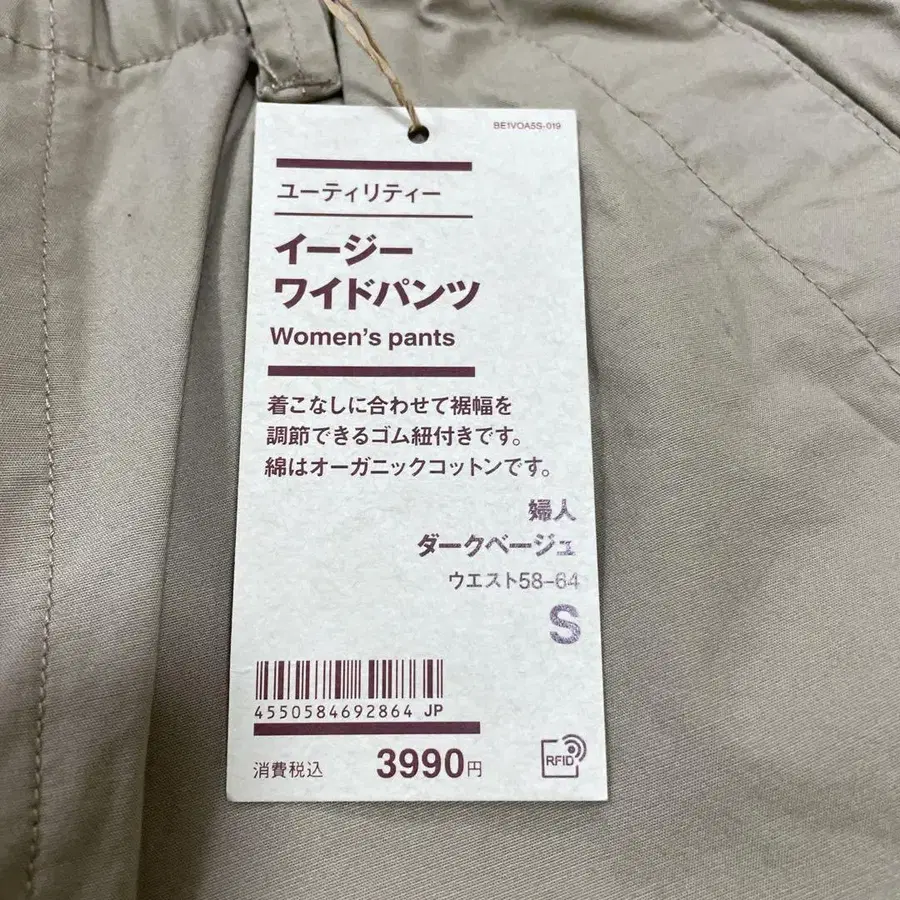 BE1VOA5S-019
ユーティリティー
イージー
ワイドパンツ
Women's pants
着こなしに合わせて裾幅を
調節できるゴム紐付きです。
綿はオーガニックコットンです。
婦人
ダークベージュ
ウエスト58-64
S
4550584692864 JP
消費税込 3990円
RFID